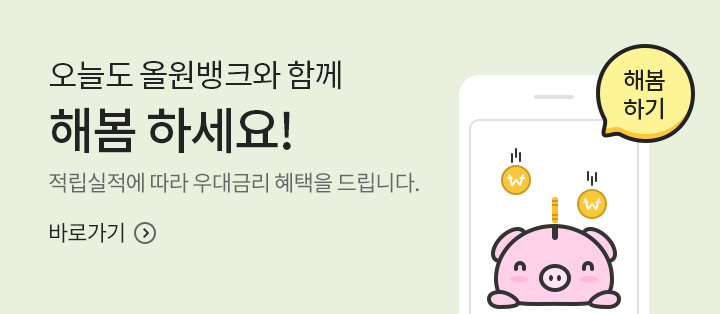 오늘도 올원뱅크와 함께
해봄 하세요!
적립실적에 따라 우대금리 혜택을 드립니다.
바로가기
해봄
하기
₩
₩